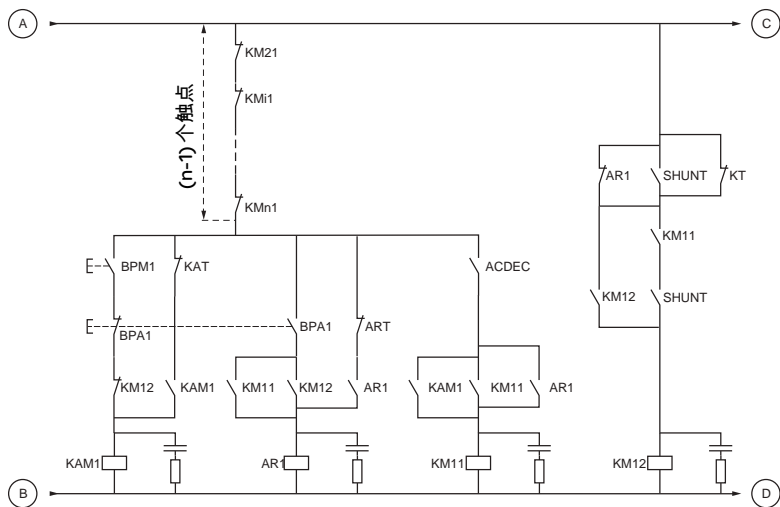 A
C
KM21
KMi1
(n-1) 个触点
KMn1
AR1
SHUNT
KT
KM11
BPM1
KAT
ACDEC
KM12
SHUNT
BPA1
BPA1
ART
KM12
KAM1
KM11
KM12
AR1
KAM1
KM11
AR1
KAM1
AR1
KM11
KM12
B
D